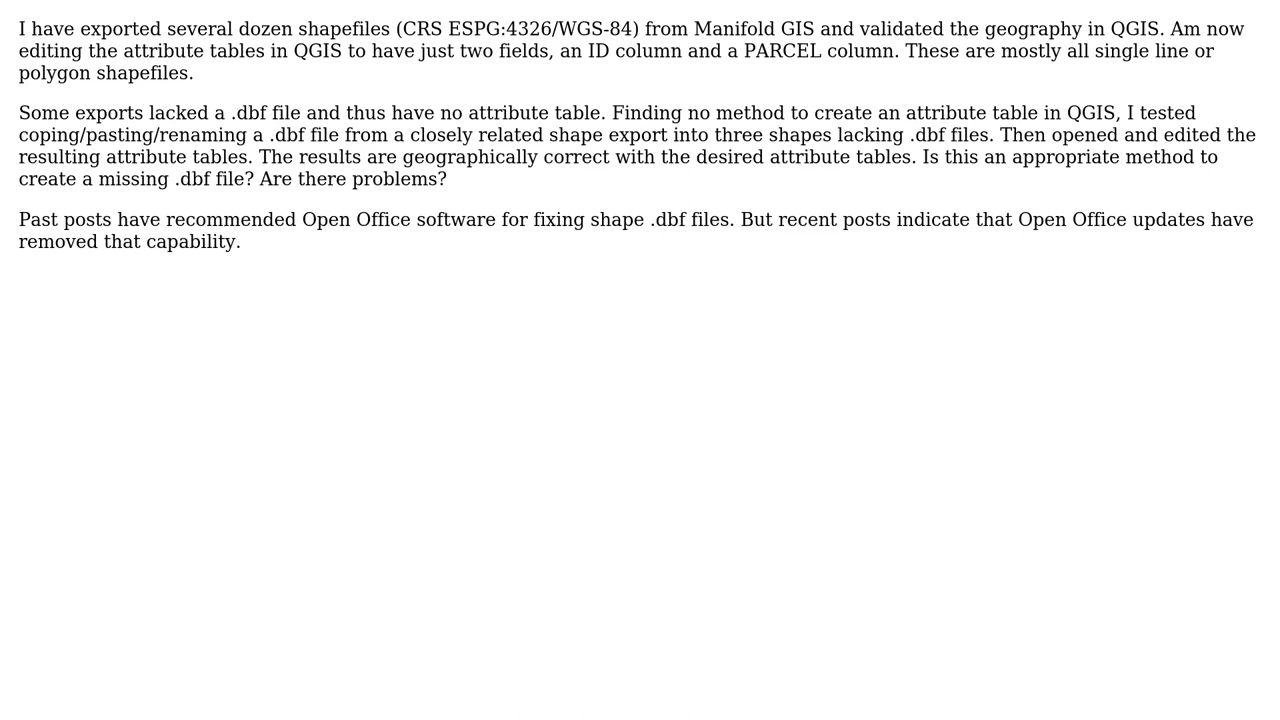 I have exported several dozen shapefiles (CRS ESPG:4326/WGS-84) from Manifold GIS and validated the geography in QGIS. Am now
editing the attribute tables in QGIS to have just two fields, an ID column and a PARCEL column. These are mostly all single line or
polygon shapefiles.
Some exports lacked a .dbf file and thus have no attribute table. Finding no method to create an attribute table in QGIS, I tested
coping/pasting/renaming a .dbf file from a closely related shape export into three shapes lacking .dbf files. Then opened and edited the
resulting attribute tables. The results are geographically correct with the desired attribute tables. Is this an appropriate method to
create a missing .dbf file? Are there problems?
Past posts have recommended Open Office software for fixing shape .dbf files. But recent posts indicate that Open Office updates have
removed that capability.